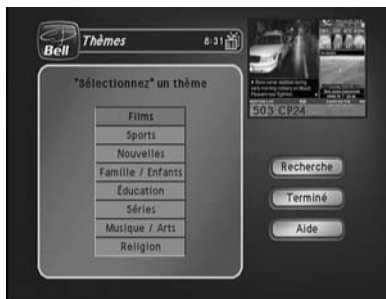 Bell
Thèmes
8:31
"Sélectionnez" un thème
Films
Sports
Nouvelles
Famille / Enfants
Éducation
Séries
Musique / Arts
Religion
503 CP24
Recherche
Terminé
Aide